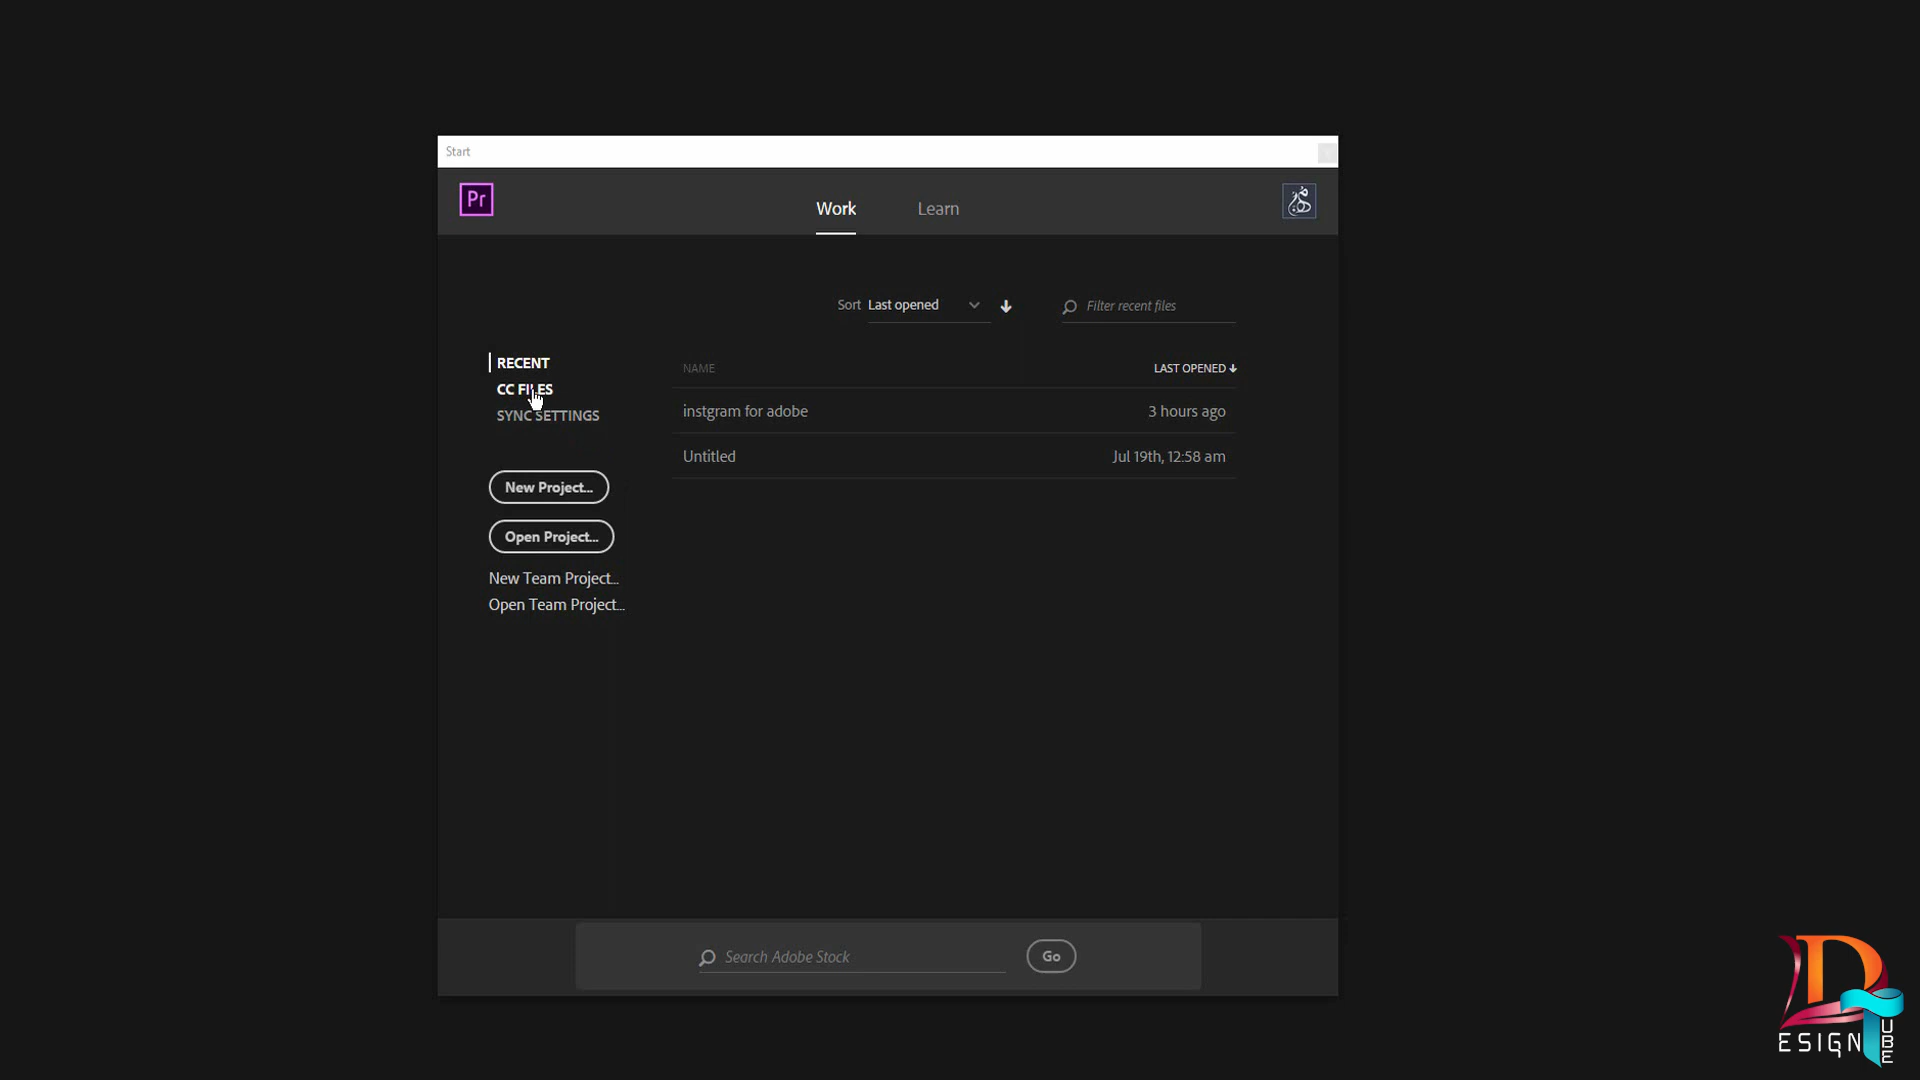 Start
Pr
Work Learn
Sort Last opened
Filter recent files
RECENT
CC FILES
SYNC SETTINGS
NAME LAST OPENED
instgram for adobe 3 hours ago
Untitled Jul 19th, 12:58 am
New Project...
Open Project...
New Team Project...
Open Team Project...
Search Adobe Stock Go
DESIGN
TUBE